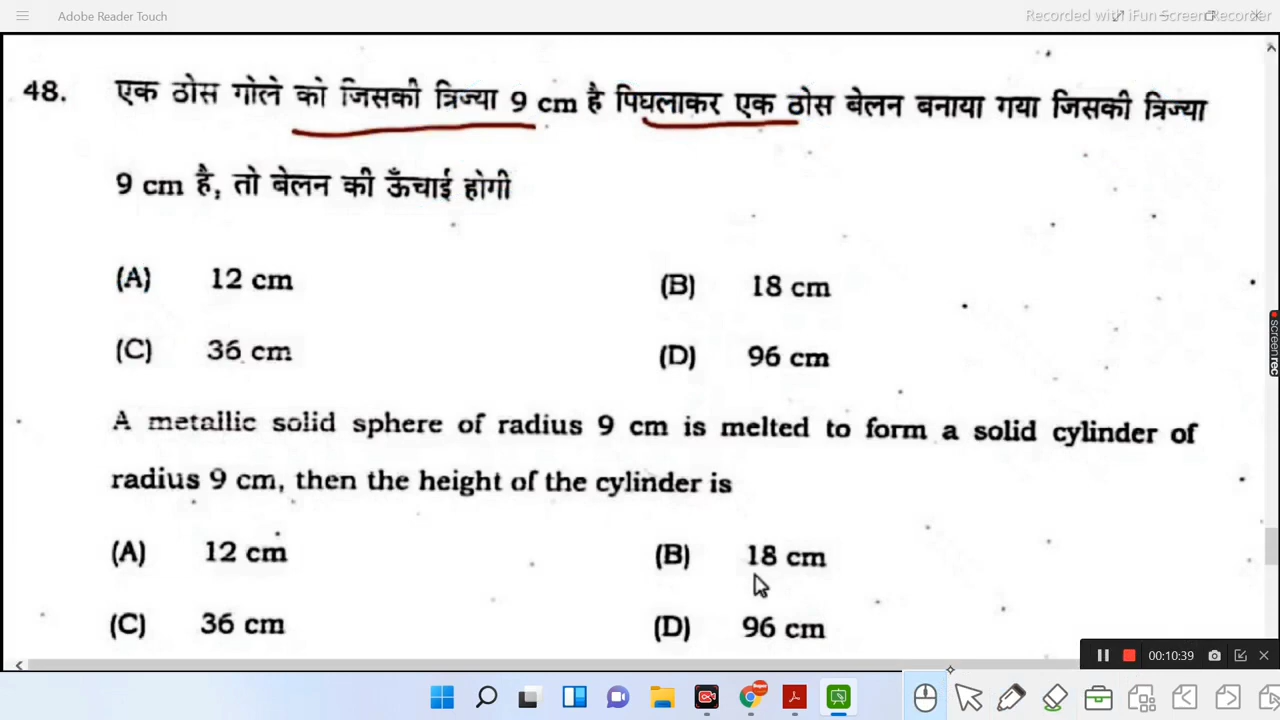 Adobe Reader Touch
Recorded with iFun Screen Recorder
48. एक ठोस गोले को जिसकी त्रिज्या 9 cm है पिघलाकर एक ठोस बेलन बनाया गया जिसकी त्रिज्या
9 cm है, तो बेलन की ऊँचाई होगी
(A) 12 cm (B) 18 cm
(C) 36 cm (D) 96 cm
A metallic solid sphere of radius 9 cm is melted to form a solid cylinder of
radius 9 cm, then the height of the cylinder is
(A) 12 cm (B) 18 cm
(C) 36 cm (D) 96 cm
screenrec
00:10:39